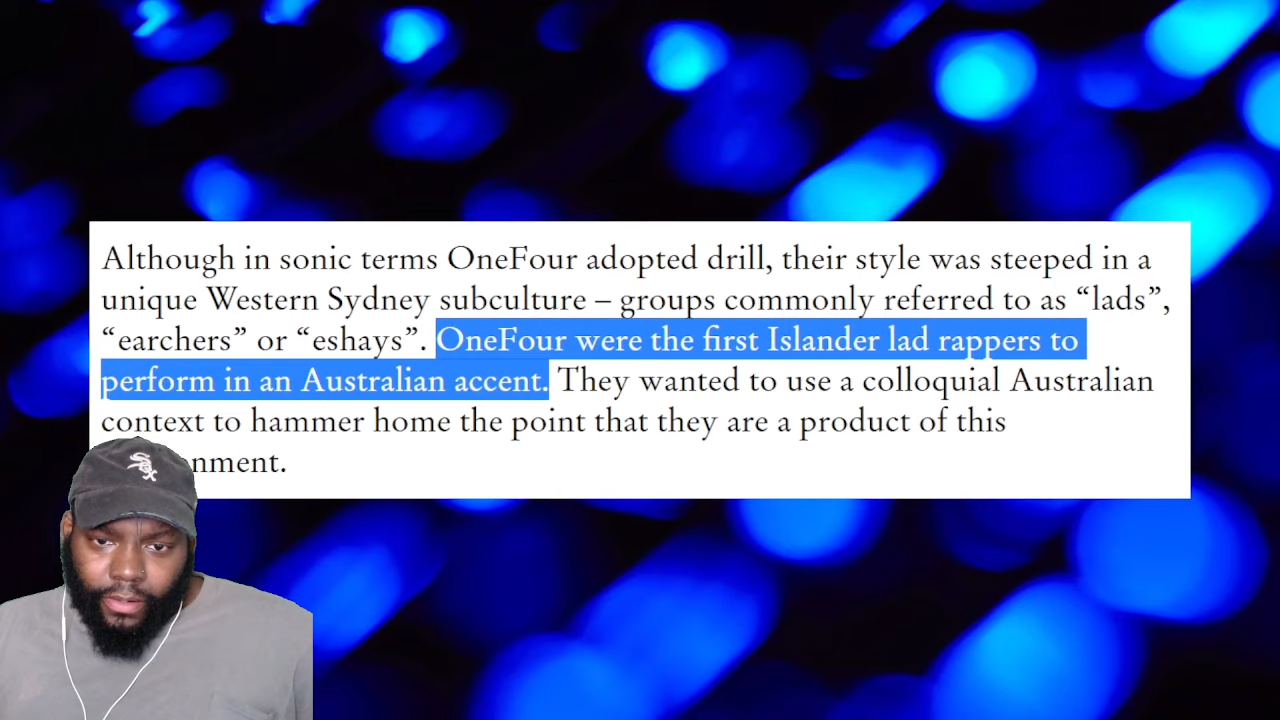 Although in sonic terms OneFour adopted drill, their style was steeped in a
unique Western Sydney subculture – groups commonly referred to as “lads”,
“earchers” or “eshays”. OneFour were the first Islander lad rappers to
perform in an Australian accent. They wanted to use a colloquial Australian
context to hammer home the point that they are a product of this
nment.
Sox